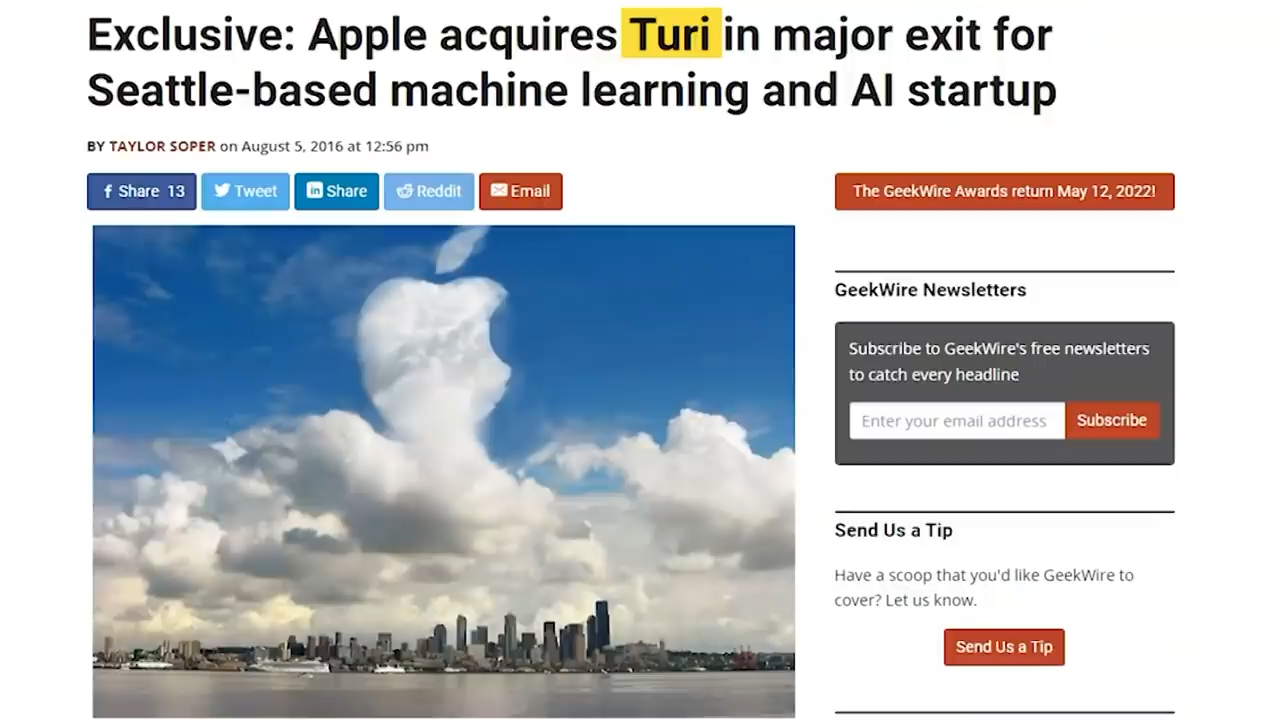 Exclusive: Apple acquires Turi in major exit for
Seattle-based machine learning and AI startup
BY TAYLOR SOPER on August 5, 2016 at 12:56 pm
Share 13
Tweet
Share
Reddit
Email
The GeekWire Awards return May 12, 2022!
GeekWire Newsletters
Subscribe to GeekWire's free newsletters
to catch every headline
Enter your email address
Subscribe
Send Us a Tip
Have a scoop that you'd like GeekWire to
cover? Let us know.
Send Us a Tip